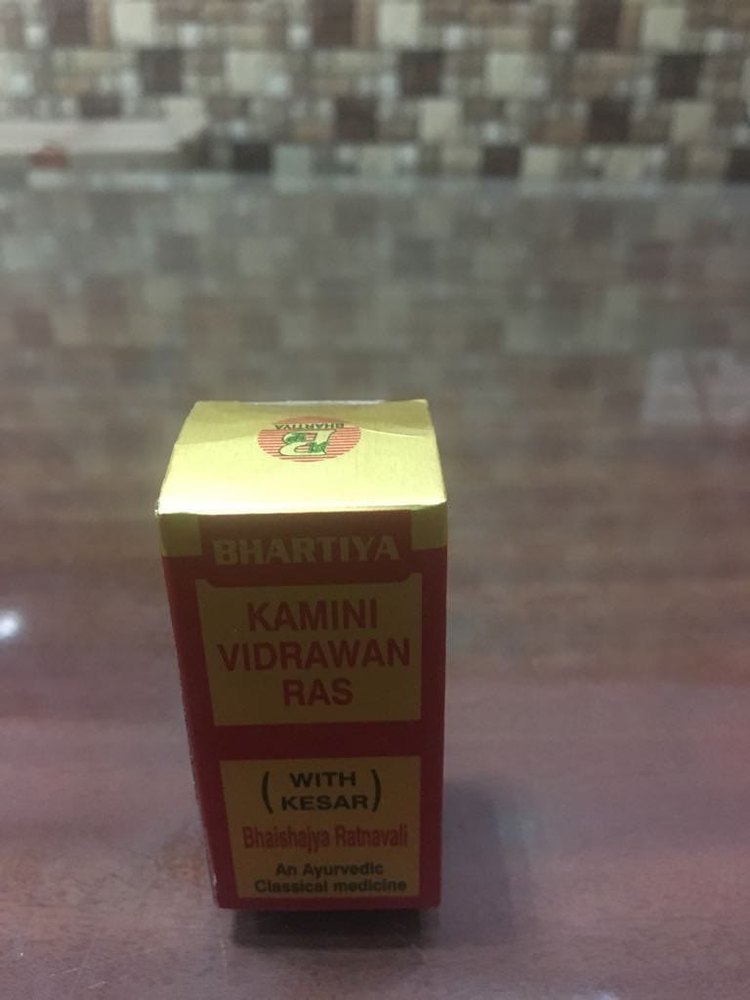 BHARTIYA
BHARTIYA
KAMINI
VIDRAWAN
RAS
( WITH
KESAR )
Bhaishajya Ratnavali
An Ayurvedic
Classical medicine